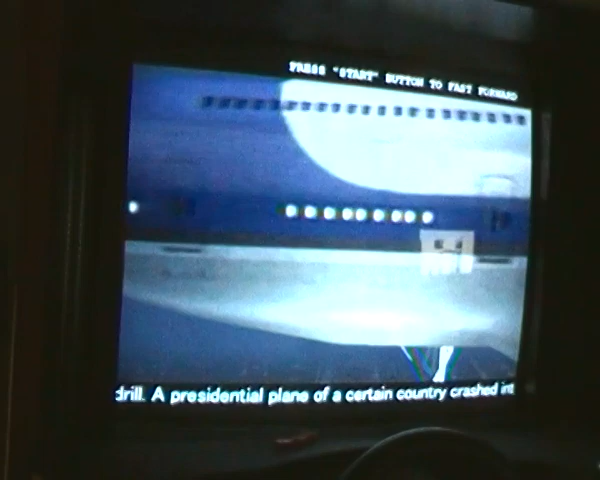 PRESS "START" BUTTON TO FAST FORWARD
drill. A presidential plane of a certain country crashed int